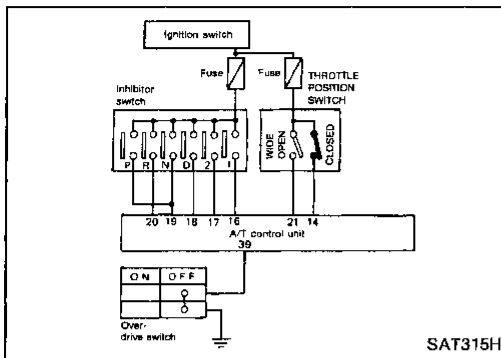 Ignition switch
Fuse Fuse
THROTTLE
POSITION
SWITCH
Inhibitor
switch
P R N D 2 1
WIDE
OPEN
CLOSED
20 19 18 17 16 21 14
A/T control unit
39
ON OFF
Over-
drive switch
SAT315H